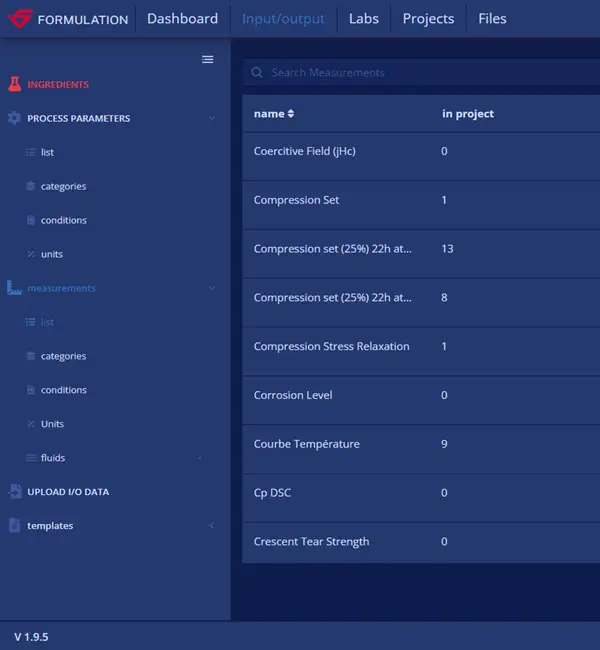 FORMULATION Dashboard Input/output Labs Projects Files
INGREDIENTS
PROCESS PARAMETERS
list
categories
conditions
units
measurements
list
categories
conditions
Units
fluids
UPLOAD I/O DATA
templates
Search Measurements
name in project
Coercitive Field (jHc) 0
Compression Set 1
Compression set (25%) 22h at... 13
Compression set (25%) 22h at... 8
Compression Stress Relaxation 1
Corrosion Level 0
Courbe Température 9
Cp DSC 0
Crescent Tear Strength 0
V 1.9.5